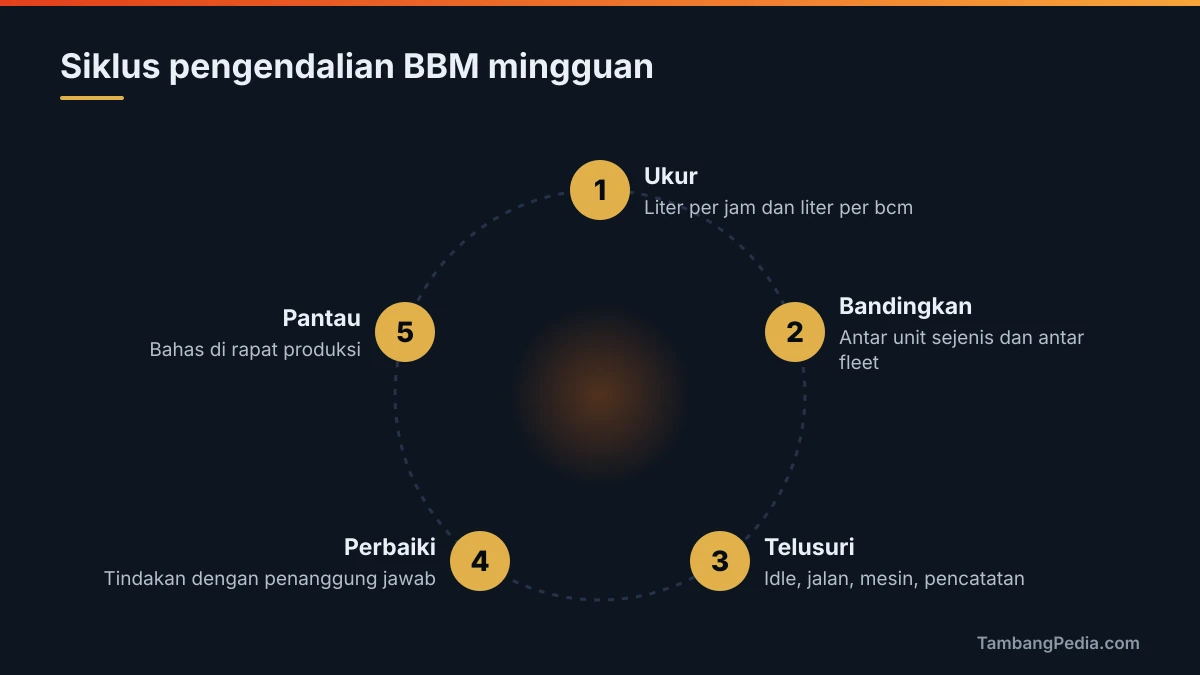 Siklus pengendalian BBM mingguan
1
Ukur
Liter per jam dan liter per bcm
2
Bandingkan
Antar unit sejenis dan antar
fleet
3
Telusuri
Idle, jalan, mesin, pencatatan
4
Perbaiki
Tindakan dengan penanggung jawab
5
Pantau
Bahas di rapat produksi
TambangPedia.com